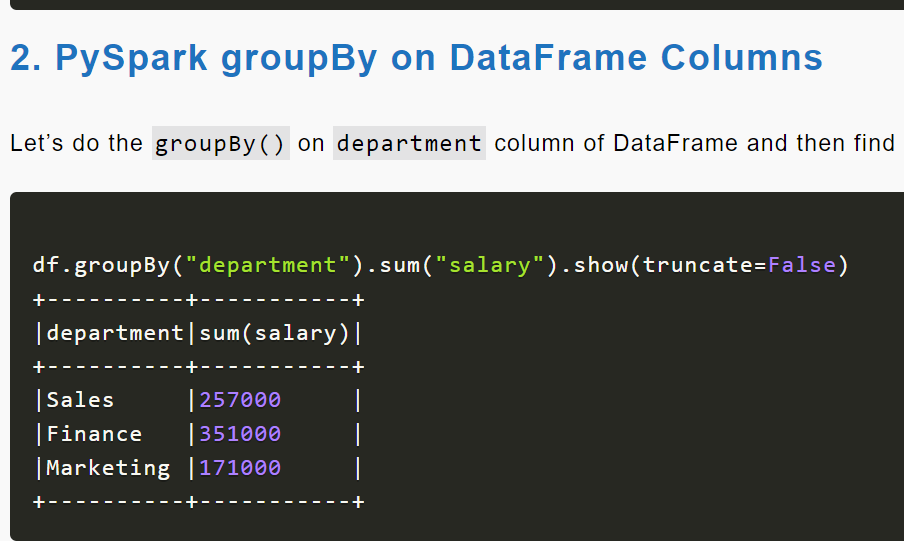 2. PySpark groupBy on DataFrame Columns
Let’s do the groupBy() on department column of DataFrame and then find
df.groupBy("department").sum("salary").show(truncate=False)
+----------+-----------+
|department|sum(salary)|
+----------+-----------+
|Sales     |257000     |
|Finance   |351000     |
|Marketing |171000     |
+----------+-----------+